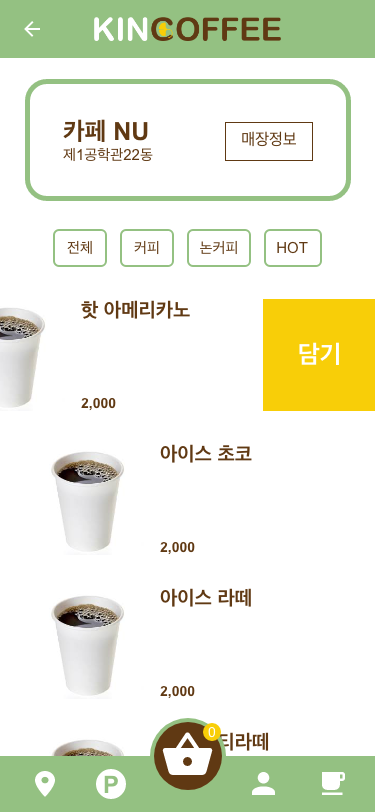 KINCOFFEE
카페 NU
제1공학관22동
매장정보
전체
커피
논커피
HOT
핫 아메리카노
담기
2,000
아이스 초코
2,000
아이스 라떼
2,000
티라떼
0
P